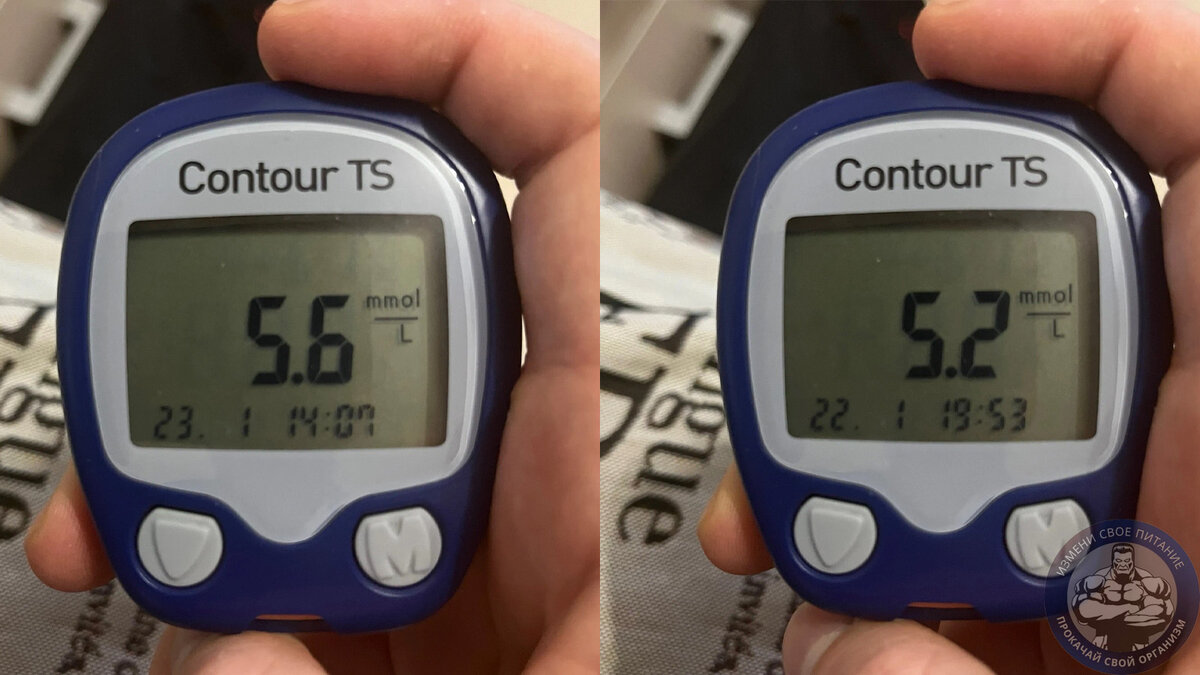 Contour TS
5.6 mmol/L
23. 1 14:07
M
Contour TS
5.2 mmol/L
22. 1 19:53
M
ИЗМЕНИ СВОЕ ПИТАНИЕ
ПРОКАЧАЙ СВОЙ ОРГАНИЗМ